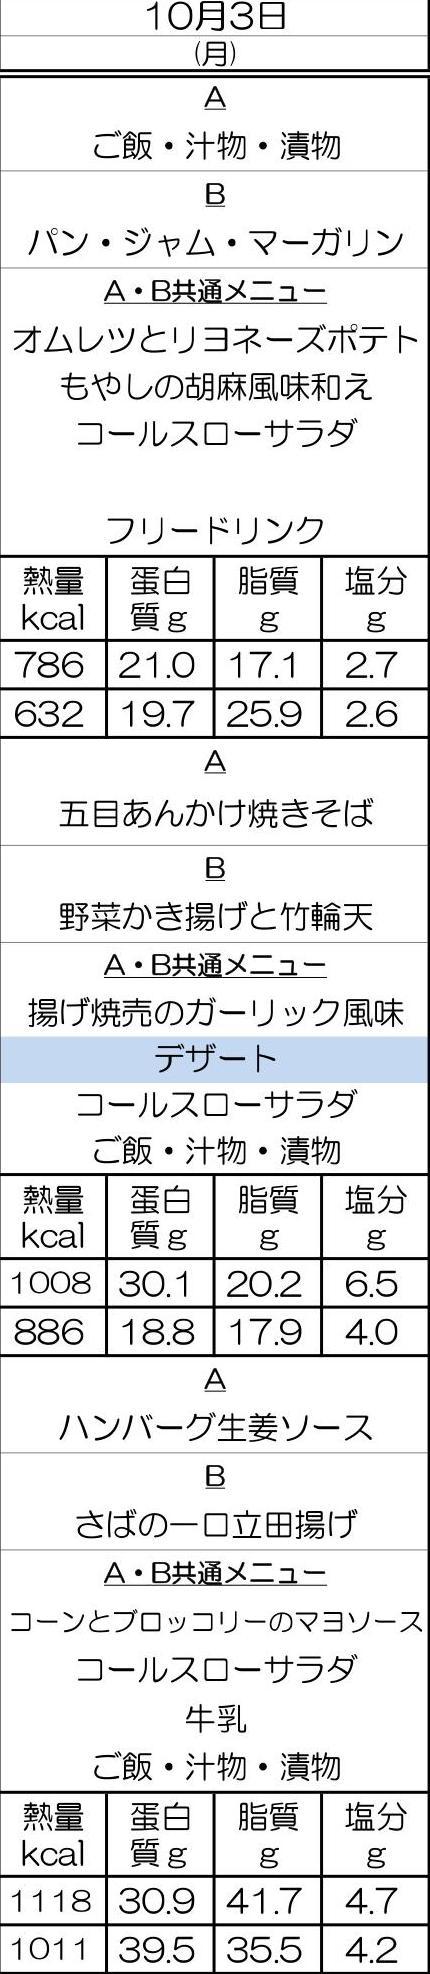 10月3日
(月)
A
ご飯・汁物・漬物
B
パン・ジャム・マーガリン
A・B共通メニュー
オムレツとリヨネーズポテト
もやしの胡麻風味和え
コールスローサラダ
フリードリンク
熱量 蛋白 脂質 塩分
kcal 質g g g
786 21.0 17.1 2.7
632 19.7 25.9 2.6
A
五目あんかけ焼きそば
B
野菜かき揚げと竹輪天
A・B共通メニュー
揚げ焼売のガーリック風味
デザート
コールスローサラダ
ご飯・汁物・漬物
熱量 蛋白 脂質 塩分
kcal 質g g g
1008 30.1 20.2 6.5
886 18.8 17.9 4.0
A
ハンバーグ生姜ソース
B
さばの一口立田揚げ
A・B共通メニュー
コーンとブロッコリーのマヨソース
コールスローサラダ
牛乳
ご飯・汁物・漬物
熱量 蛋白 脂質 塩分
kcal 質g g g
1118 30.9 41.7 4.7
1011 39.5 35.5 4.2